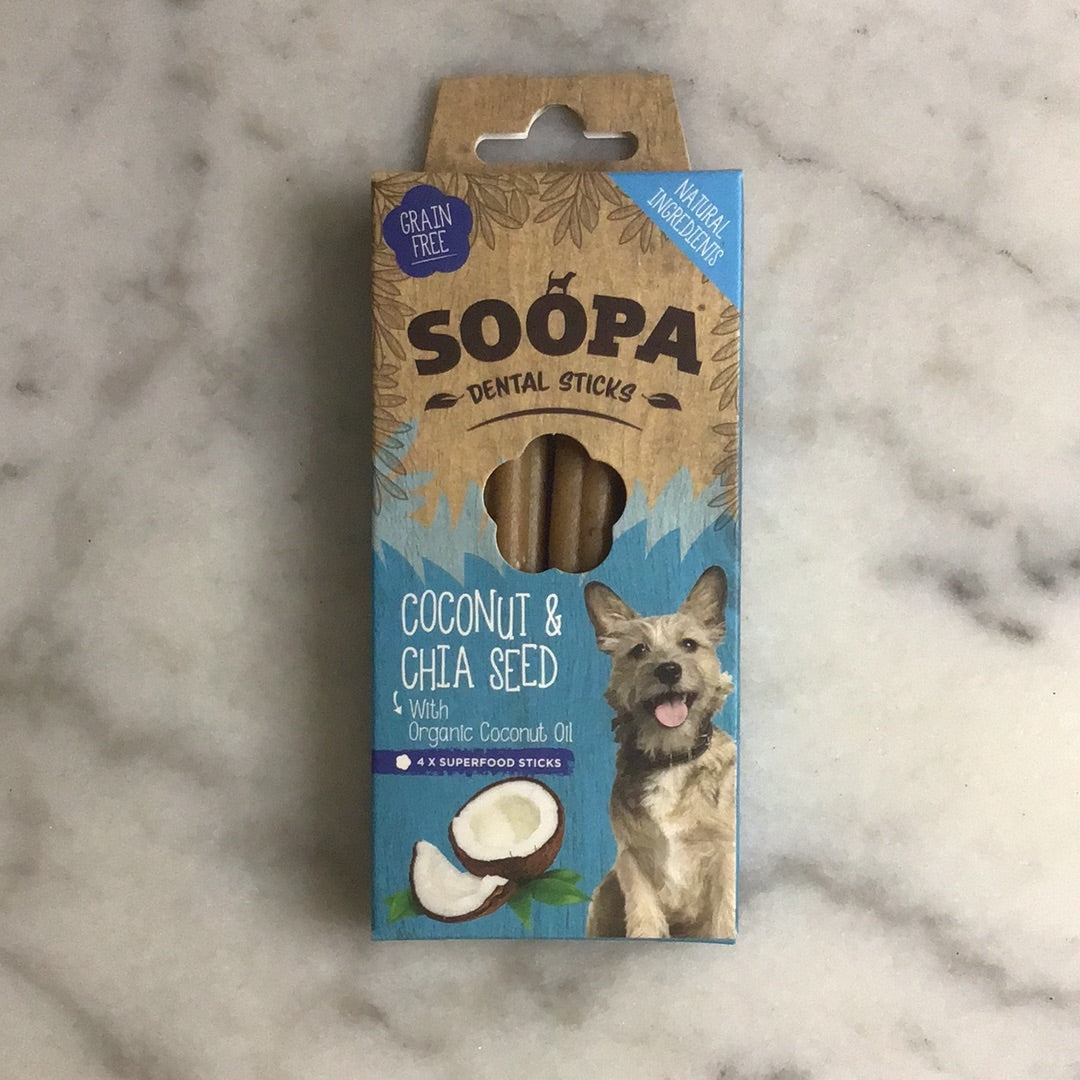 GRAIN
FREE
NATURAL
INGREDIENTS
SOOPA®
DENTAL STICKS
COCONUT &
CHIA SEED
With
Organic Coconut Oil
4 X SUPERFOOD STICKS